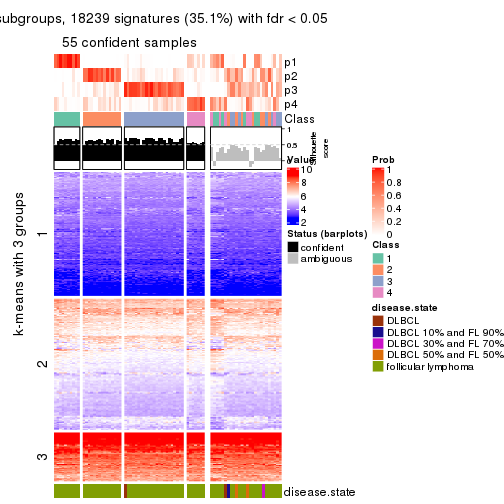 subgroups, 18239 signatures (35.1%) with fdr < 0.05
55 confident samples
p1
p2
p3
p4
Class
1
0.5
0
Silhouette
score
k-means with 3 groups
1
2
3
Value
10
8
6
4
2
Status (barplots)
confident
ambiguous
Prob
1
0.8
0.6
0.4
0.2
0
Class
1
2
3
4
disease.state
DLBCL
DLBCL 10% and FL 90%
DLBCL 30% and FL 70%
DLBCL 50% and FL 50%
follicular lymphoma
disease.state